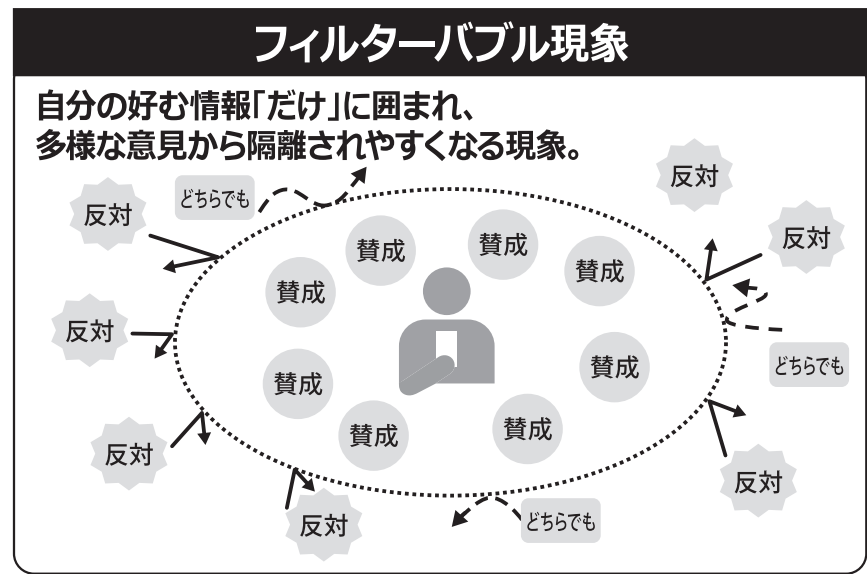 フィルターバブル現象
自分の好む情報｢だけ｣に囲まれ、
多様な意見から隔離されやすくなる現象。
反対
どちらでも
反対
反対
賛成
賛成
賛成
賛成
反対
どちらでも
賛成
賛成
賛成
賛成
反対
反対
反対
どちらでも